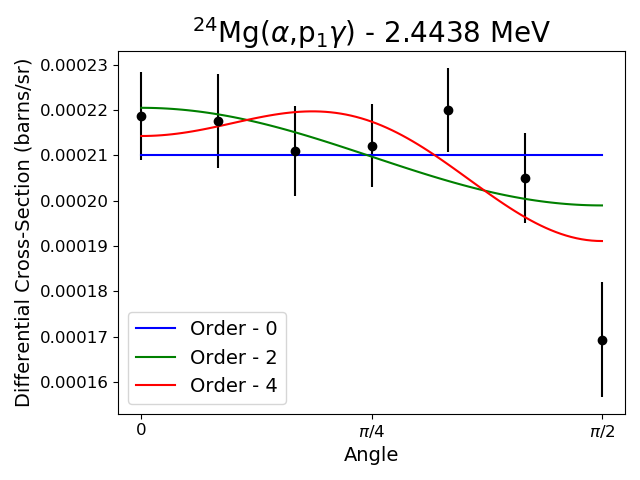 ²⁴Mg(α,p₁γ) - 2.4438 MeV
Differential Cross-Section (barns/sr)
0.00023
0.00022
0.00021
0.00020
0.00019
0.00018
0.00017
0.00016
Order - 0
Order - 2
Order - 4
0
π/4
π/2
Angle